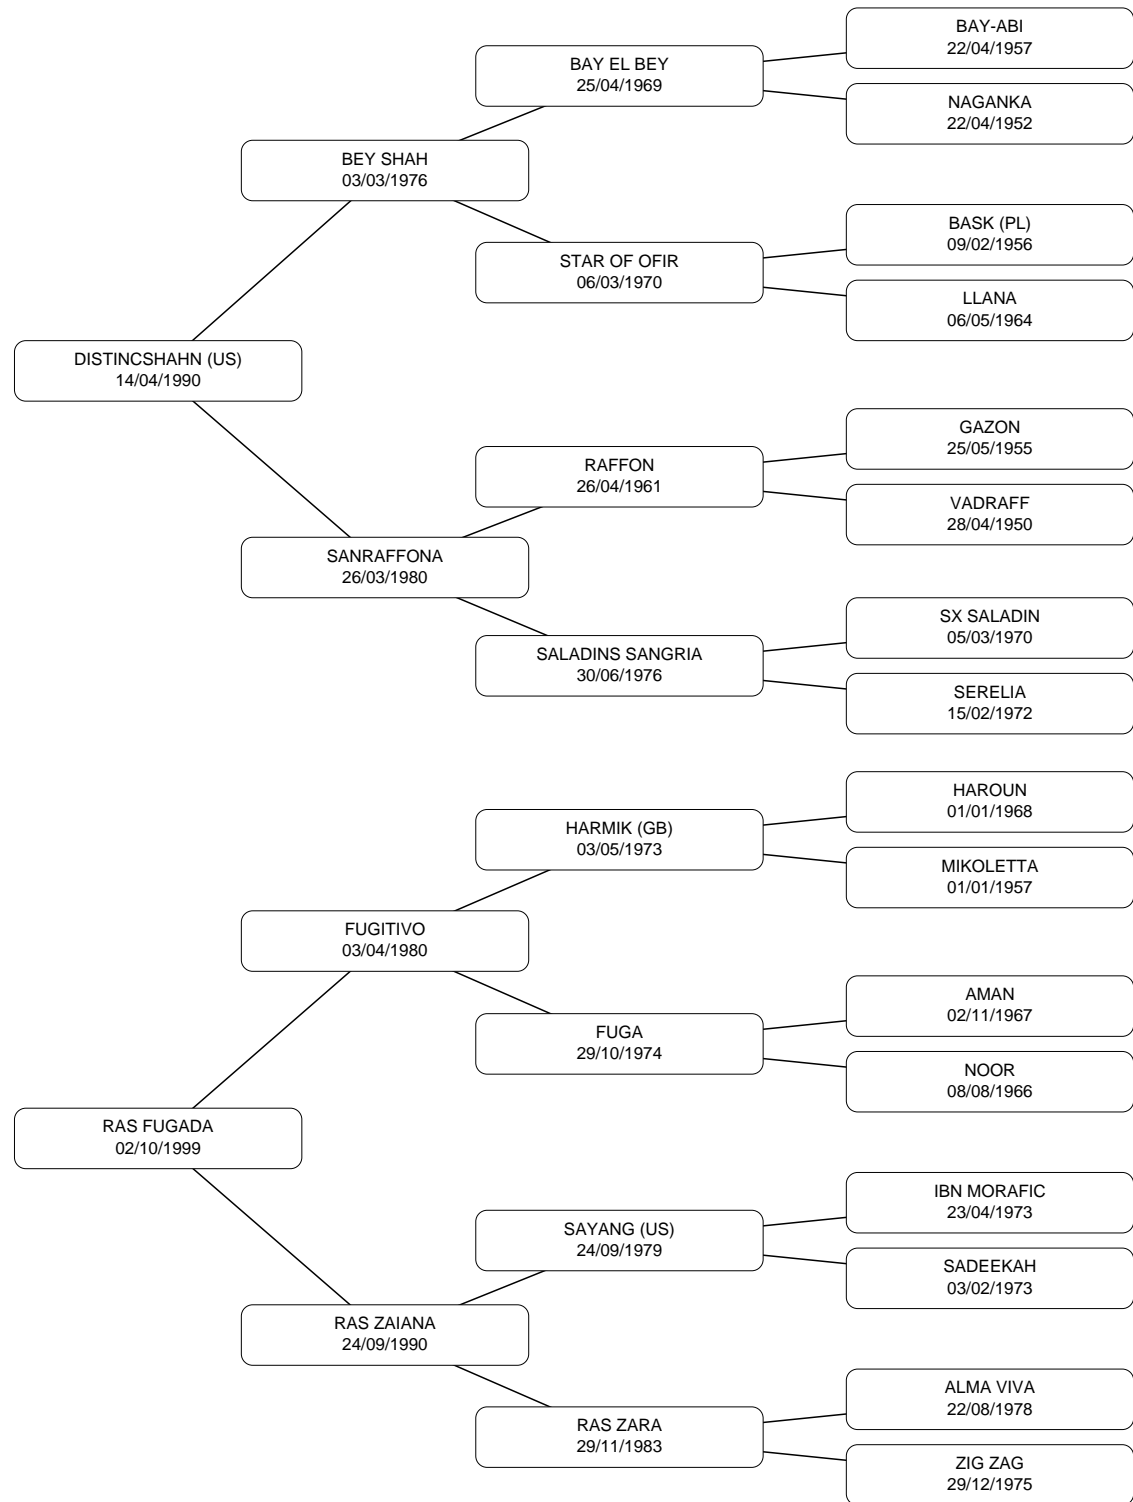 BAY-ABI
22/04/1957
BAY EL BEY
25/04/1969
NAGANKA
22/04/1952
BEY SHAH
03/03/1976
BASK (PL)
09/02/1956
STAR OF OFIR
06/03/1970
LLANA
06/05/1964
DISTINCSHAHN (US)
14/04/1990
GAZON
25/05/1955
RAFFON
26/04/1961
VADRAFF
28/04/1950
SANRAFFONA
26/03/1980
SX SALADIN
05/03/1970
SALADINS SANGRIA
30/06/1976
SERELIA
15/02/1972
HAROUN
01/01/1968
HARMIK (GB)
03/05/1973
MIKOLETTA
01/01/1957
FUGITIVO
03/04/1980
AMAN
02/11/1967
FUGA
29/10/1974
NOOR
08/08/1966
RAS FUGADA
02/10/1999
IBN MORAFIC
23/04/1973
SAYANG (US)
24/09/1979
SADEEKAH
03/02/1973
RAS ZAIANA
24/09/1990
ALMA VIVA
22/08/1978
RAS ZARA
29/11/1983
ZIG ZAG
29/12/1975